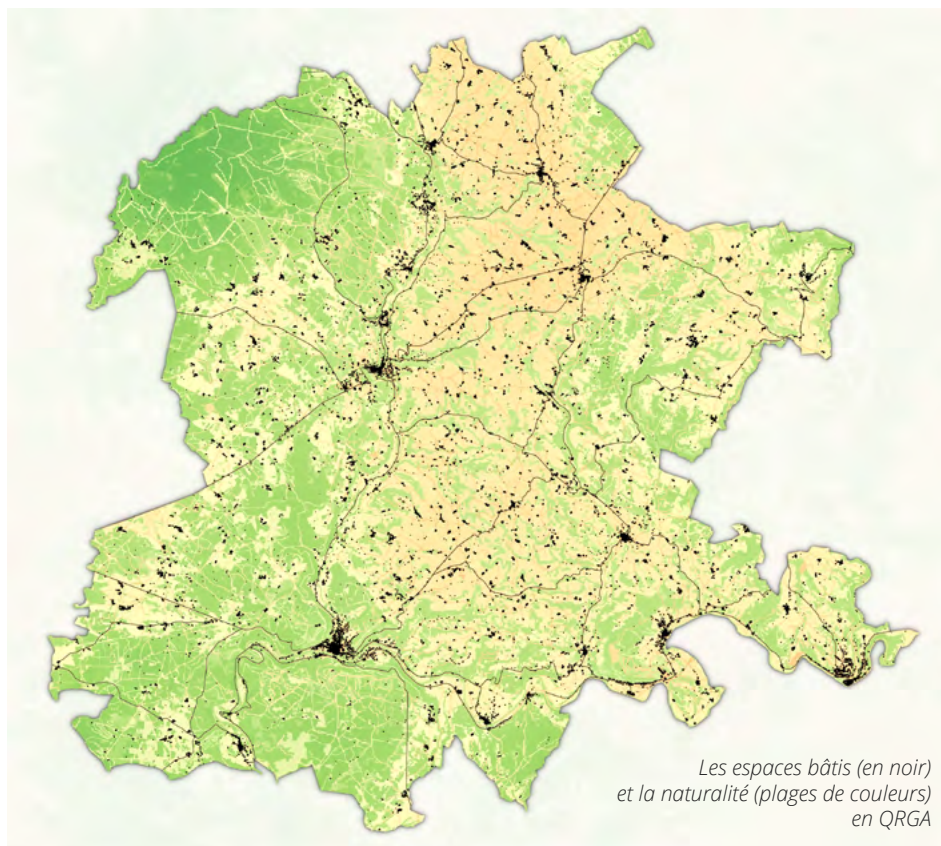 Les espaces bâtis (en noir)
et la naturalité (plages de couleurs)
en QRGA